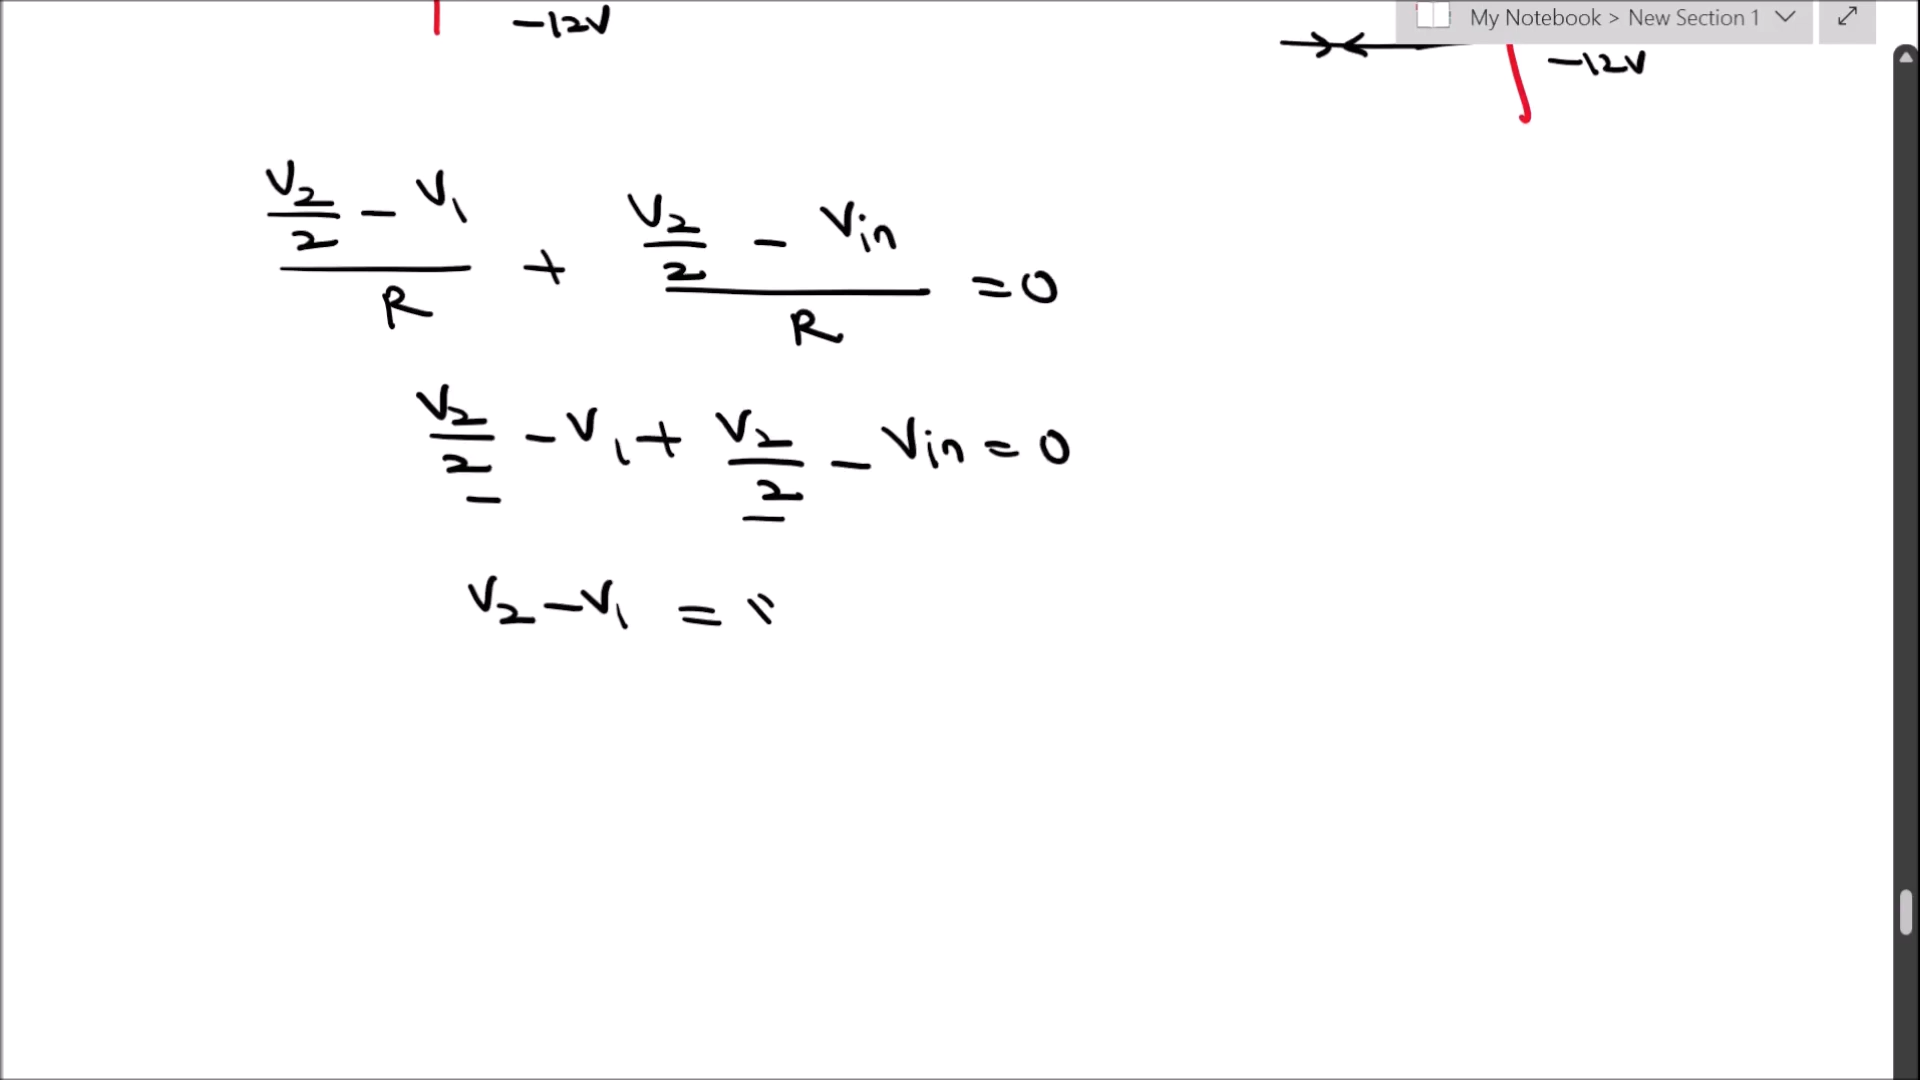 -12V
My Notebook > New Section 1
-12V
V₂/2 - V₁ / R + V₂/2 - Vin / R = 0
V₂/2 - V₁ + V₂/2 - Vin = 0
V₂ - V₁ =